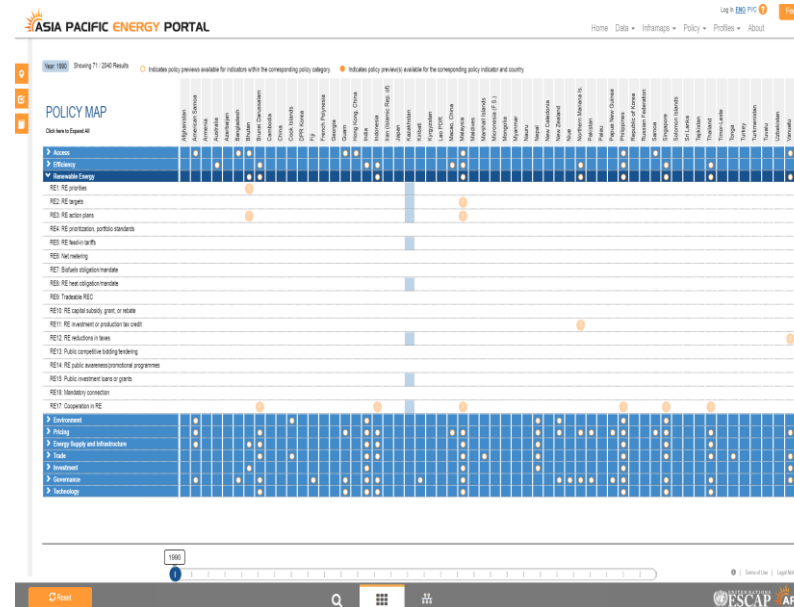 Log In ENG РУС ?
ASIA PACIFIC ENERGY PORTAL
Home Data Inframaps Policy Profiles About
Year: 1990 Showing 71 / 2040 Results Indicates policy previews available for indicators within the corresponding policy category Indicates policy preview(s) available for the corresponding policy indicator and country
POLICY MAP
Click here to Expand All
Afghanistan
American Samoa
Armenia
Australia
Azerbaijan
Bangladesh
Bhutan
Brunei Darussalam
Cambodia
China
Cook Islands
DPR Korea
Fiji
French Polynesia
Georgia
Guam
Hong Kong, China
India
Indonesia
Iran (Islamic Rep. of)
Japan
Kazakhstan
Kiribati
Kyrgyzstan
Lao PDR
Macao, China
Malaysia
Maldives
Marshall Islands
Micronesia (F.S.)
Mongolia
Myanmar
Nauru
Nepal
New Caledonia
New Zealand
Niue
Northern Mariana Is.
Pakistan
Palau
Papua New Guinea
Philippines
Republic of Korea
Russian Federation
Samoa
Singapore
Solomon Islands
Sri Lanka
Tajikistan
Thailand
Timor-Leste
Tonga
Turkey
Turkmenistan
Tuvalu
Uzbekistan
Vanuatu
Access
Efficiency
Renewable Energy
RE1: RE priorities
RE2: RE targets
RE3: RE action plans
RE4: RE prioritization, portfolio standards
RE5: RE feed-in tariffs
RE6: Net metering
RE7: Biofuels obligation/mandate
RE8: RE heat obligation/mandate
RE9: Tradeable REC
RE10: RE capital subsidy, grant, or rebate
RE11: RE investment or production tax credit
RE12: RE reductions in taxes
RE13: Public competitive bidding/tendering
RE14: RE public awareness/promotional programmes
RE15: Public investment loans or grants
RE16: Mandatory connection
RE17: Cooperation in RE
Environment
Pricing
Energy Supply and Infrastructure
Trade
Investment
Governance
Technology
1990
Terms of Use | Legal
Reset
UNITED NATIONS
ESCAP